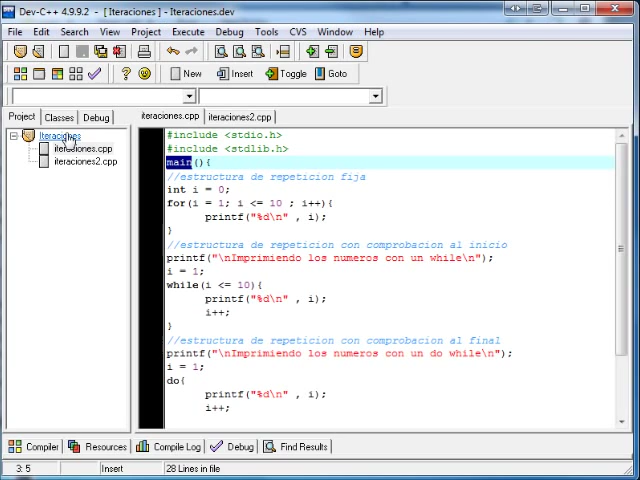 Dev-C++ 4.9.9.2 - [ Iteraciones ] - Iteraciones.dev
File Edit Search View Project Execute Debug Tools CVS Window Help
New Insert Toggle Goto
Project Classes Debug
iteraciones.cpp iteraciones2.cpp
Iteraciones
iteraciones.cpp
iteraciones2.cpp
#include <stdio.h>
#include <stdlib.h>
main(){
//estructura de repeticion fija
int i = 0;
for(i = 1; i <= 10 ; i++){
printf("%d\n" , i);
}
//estructura de repeticion con comprobacion al inicio
printf("\nImprimiendo los numeros con un while\n");
i = 1;
while(i <= 10){
printf("%d\n" , i);
i++;
}
//estructura de repeticion con comprobacion al final
printf("\nImprimiendo los numeros con un do while\n");
i = 1;
do{
printf("%d\n" , i);
i++;
Compiler Resources Compile Log Debug Find Results
3: 5 Insert 28 Lines in file